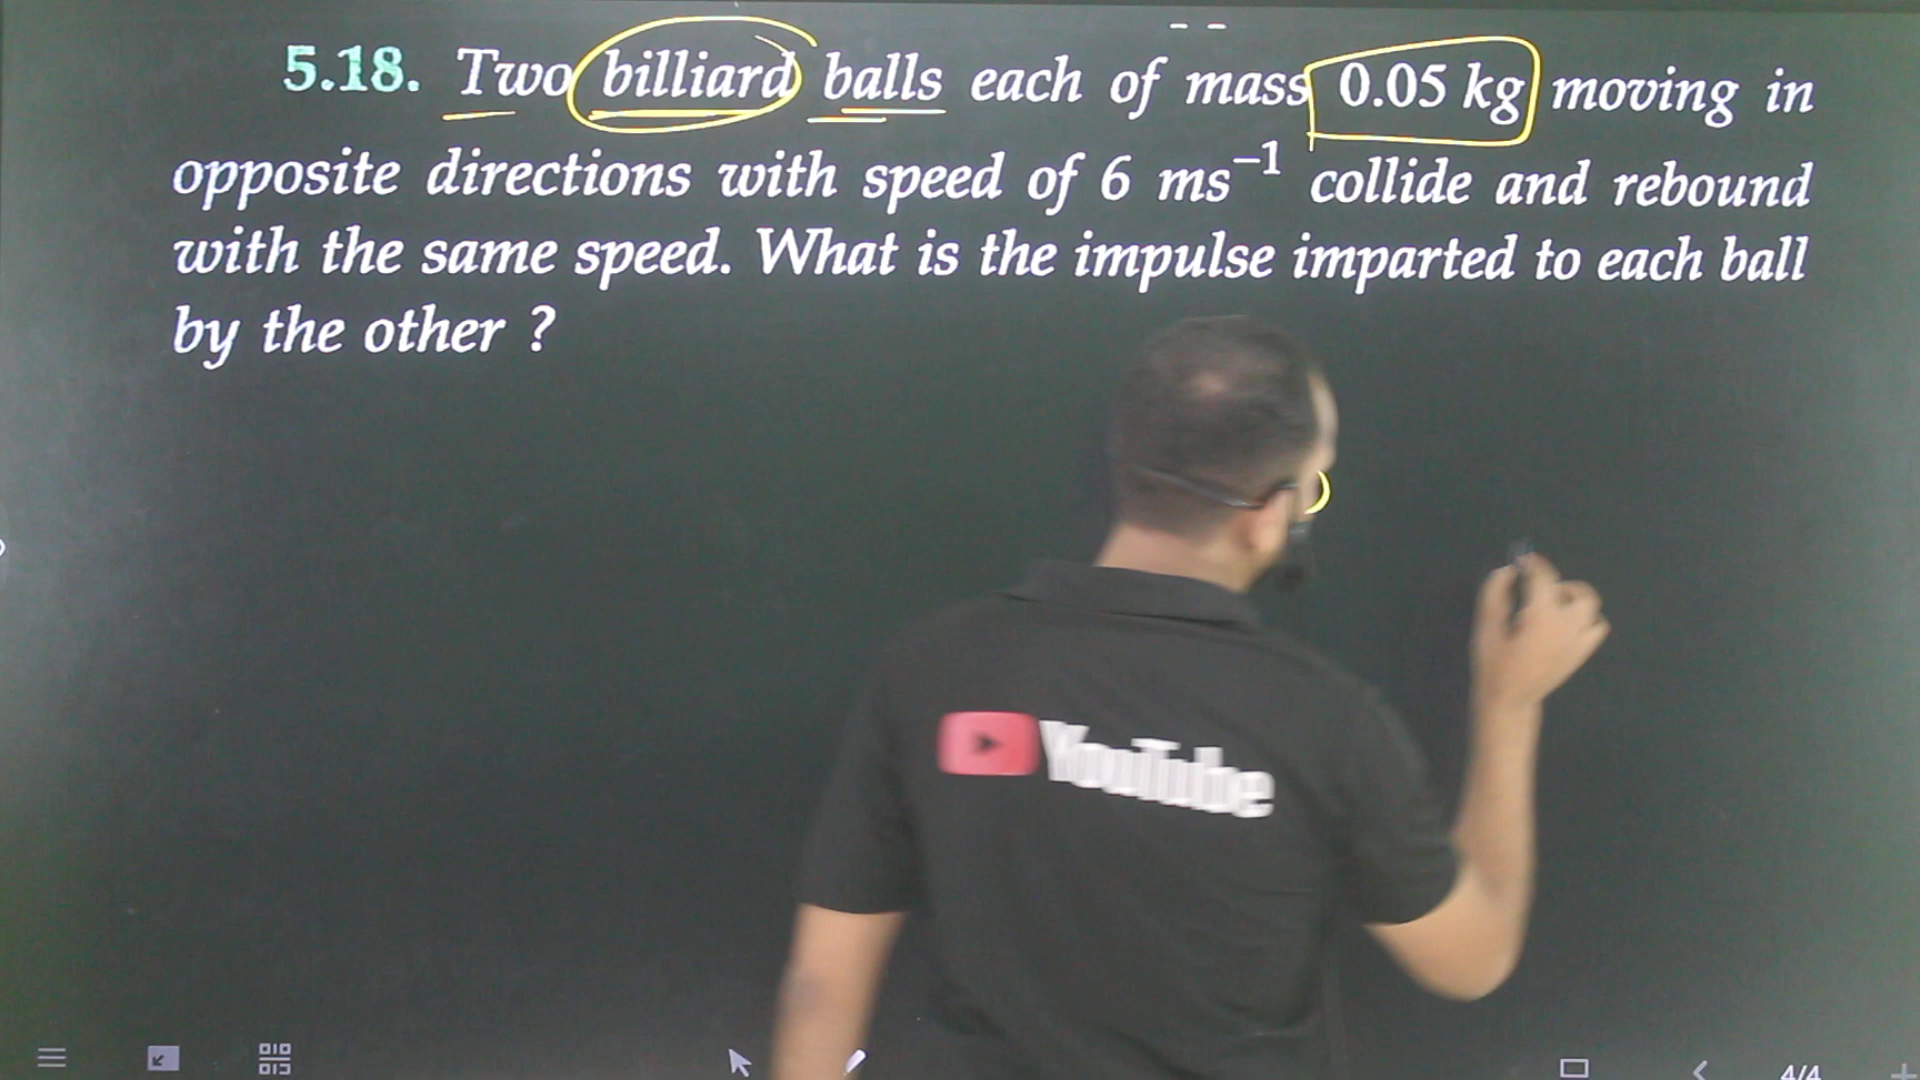 5.18. Two billiard balls each of mass 0.05 kg moving in
opposite directions with speed of 6 ms⁻¹ collide and rebound
with the same speed. What is the impulse imparted to each ball
by the other ?
YouTube
4/4